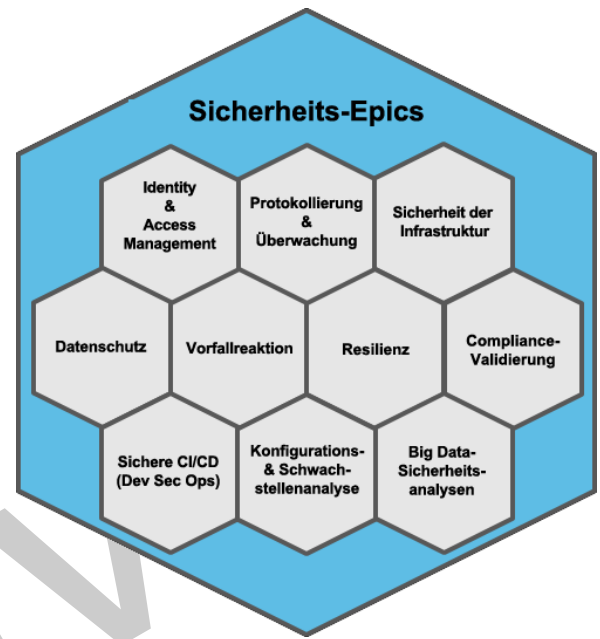 Sicherheits-Epics
Identity
&
Access
Management
Protokollierung
&
Überwachung
Sicherheit der
Infrastruktur
Datenschutz
Vorfallreaktion
Resilienz
Compliance-
Validierung
Sichere CI/CD
(Dev Sec Ops)
Konfigurations-
& Schwach-
stellenanalyse
Big Data-
Sicherheits-
analysen